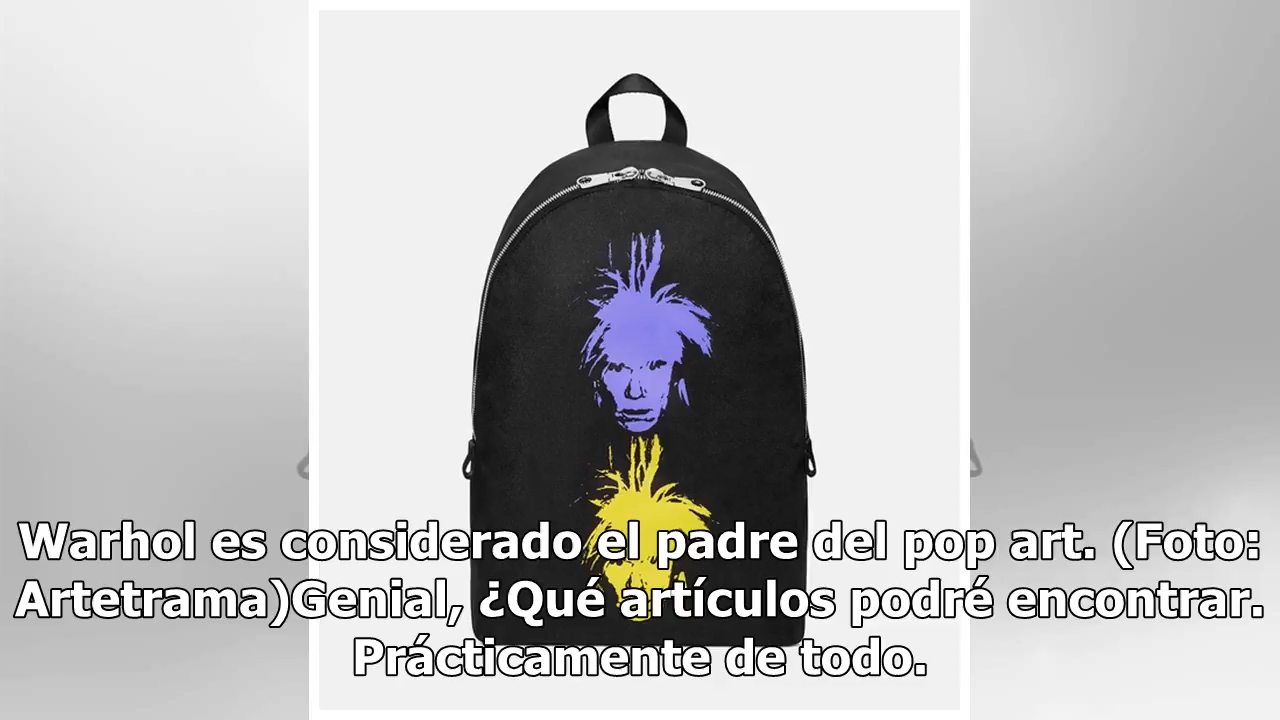 Warhol es considerado el padre del pop art. (Foto:
Artetrama)Genial, ¿Qué artículos podré encontrar.
Prácticamente de todo.